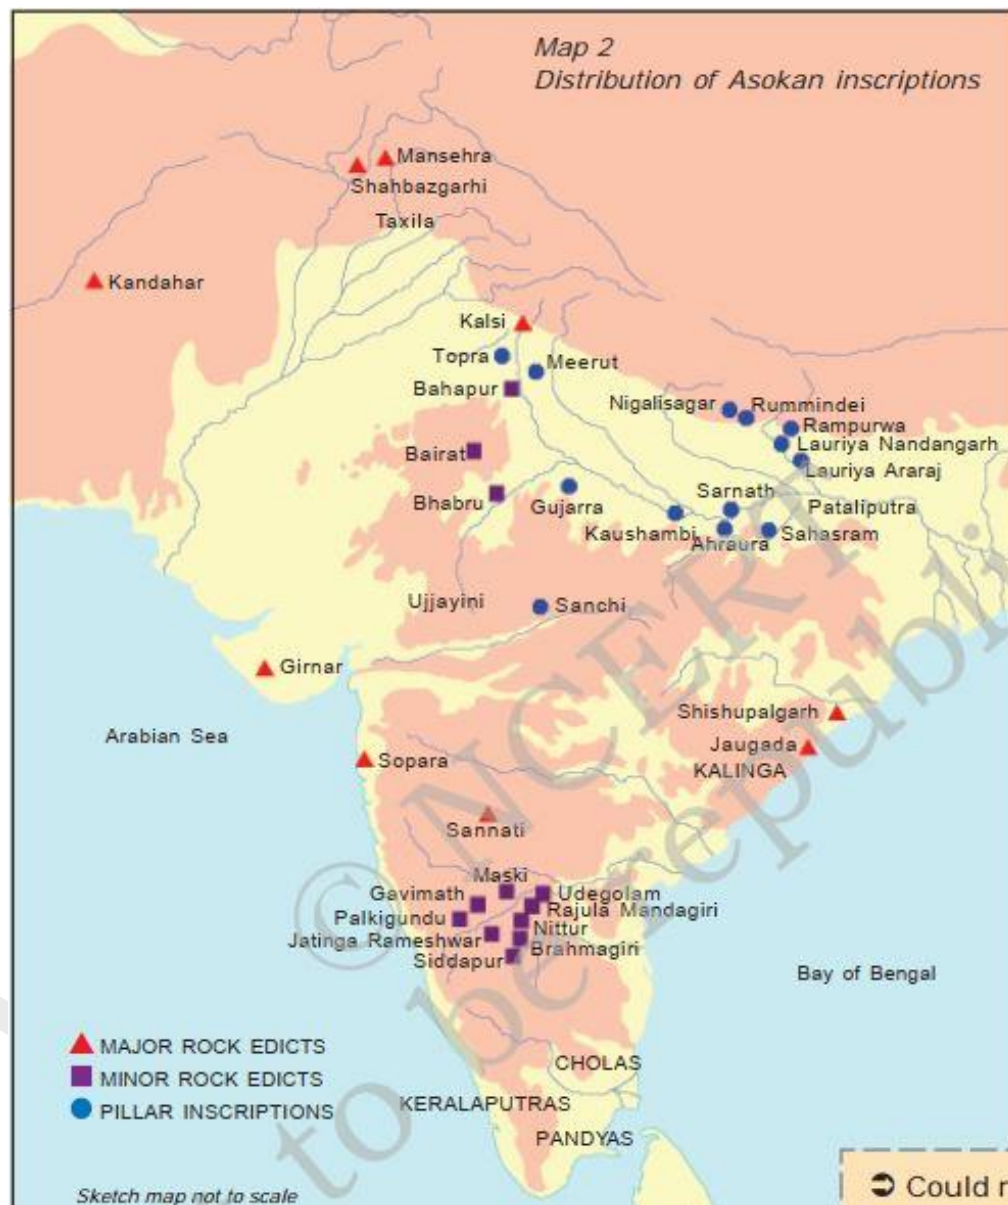 Map 2
Distribution of Asokan inscriptions
Mansehra
Shahbazgarhi
Taxila
Kandahar
Kalsi
Topra
Meerut
Bahapur
Nigalisagar
Rummindei
Rampurwa
Lauriya Nandangarh
Lauriya Araraj
Bairat
Bhabru
Gujarra
Sarnath
Pataliputra
Kaushambi
Ahraura
Sahasram
Ujjayini
Sanchi
Girnar
Shishupalgarh
Arabian Sea
Jaugada
KALINGA
Sopara
Sannati
Maski
Gavimath
Udegolam
Palkigundu
Rajula Mandagiri
Nittur
Jatinga Rameshwar
Brahmagiri
Siddapur
Bay of Bengal
MAJOR ROCK EDICTS
MINOR ROCK EDICTS
PILLAR INSCRIPTIONS
CHOLAS
KERALAPUTRAS
PANDYAS
Sketch map not to scale
➲ Could
© NCERT
to be republi